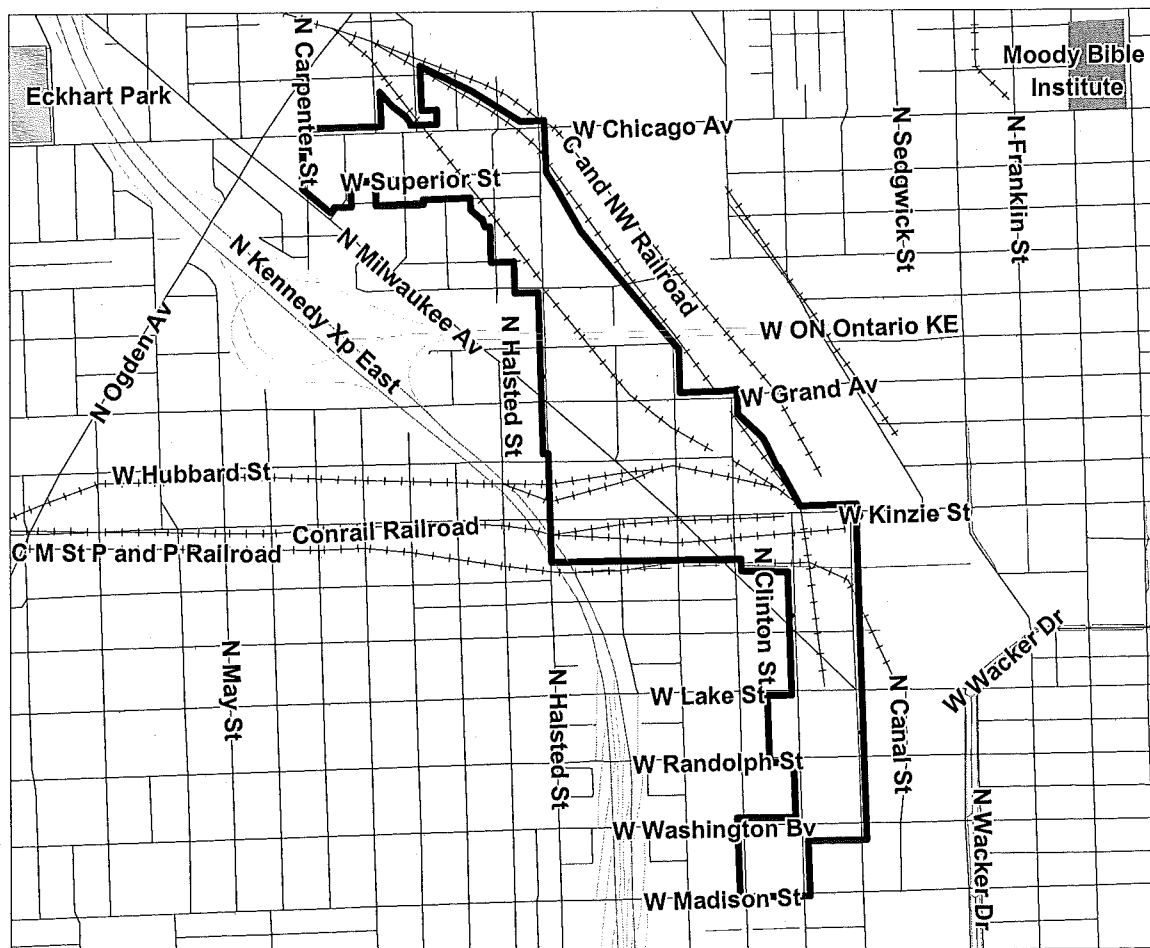 N Carpenter St
Moody Bible
Institute
Eckhart Park
W Chicago Av
N Sedgwick St
N Franklin St
C and NW Railroad
W Superior St
N Milwaukee Av
N Kennedy Xp East
N Ogden Av
N Halsted St
W ON Ontario KE
W Grand Av
W Hubbard St
W Kinzie St
Conrail Railroad
C M St P and P Railroad
N Clinton St
N May St
W Wacker Dr
W Lake St
N Halsted St
N Canal St
W Randolph St
N Wacker Dr
W Washington Bv
W Madison St